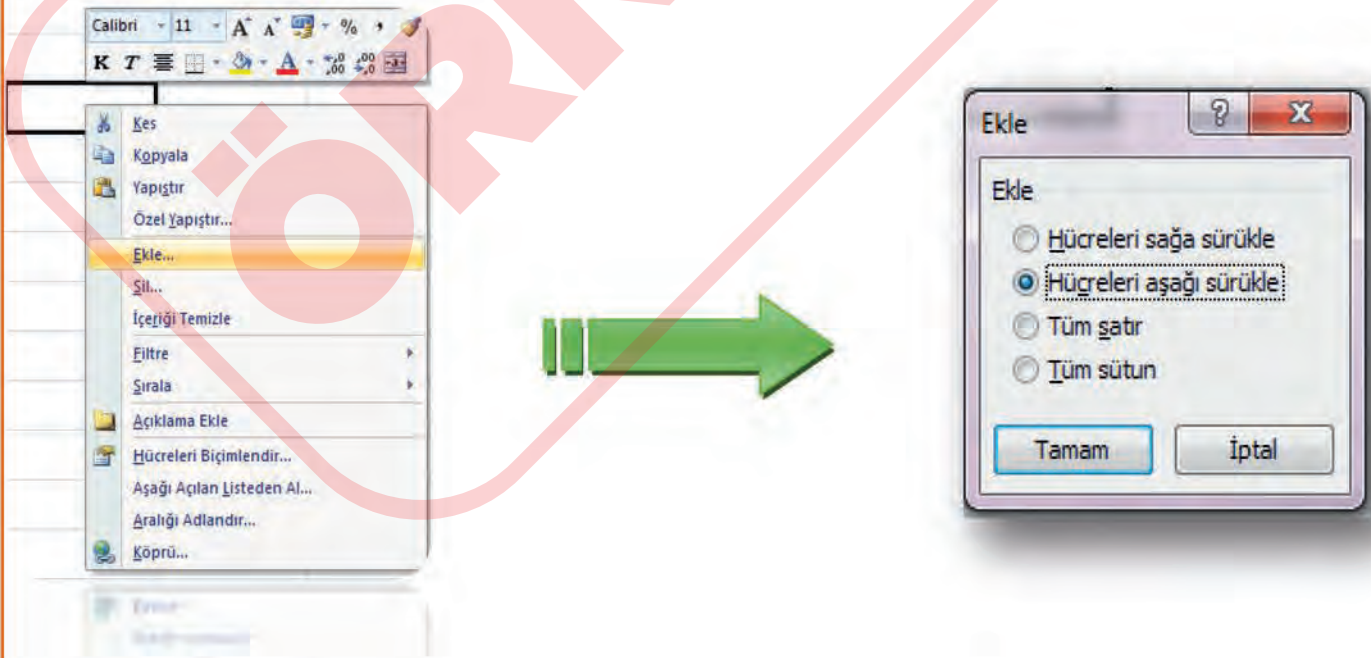 Calibri 11 A A % ,
K T A ,00 ,00
Kes
Kopyala
Yapıştır
Özel Yapıştır...
Ekle...
Sil...
İçeriği Temizle
Filtre
Sırala
Açıklama Ekle
Hücreleri Biçimlendir...
Aşağı Açılan Listeden Al...
Aralığı Adlandır...
Köprü...
Ekle
Ekle
Hücreleri sağa sürükle
Hücreleri aşağı sürükle
Tüm satır
Tüm sütun
Tamam İptal